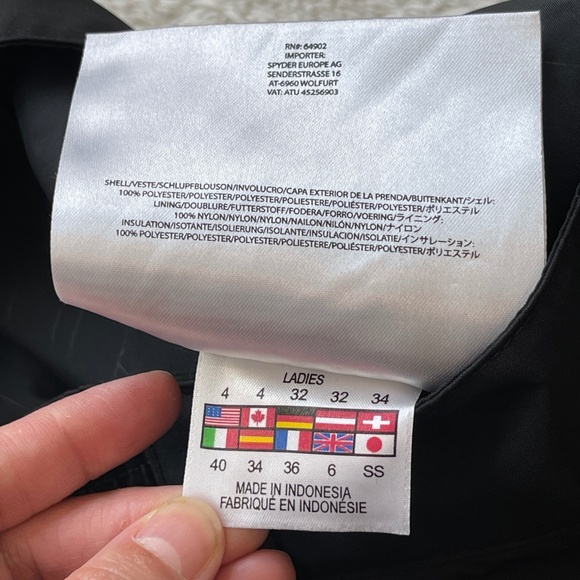 RN#: 64902
IMPORTER:
SPYDER EUROPE AG
SENDERSTRASSE 16
AT-6960 WOLFURT
VAT: ATU 45256903
SHELL/VESTE/SCHLUPFBLOUSON/INVOLUCRO/CAPA EXTERIOR DE LA PRENDA/BUITENKANT/シェル:
100% POLYESTER/POLYESTER/POLYESTER/POLIESTERE/POLIÉSTER/POLYESTER/ポリエステル
LINING/DOUBLURE/FUTTERSTOFF/FODERA/FORRO/VOERING/ライニング:
100% NYLON/NYLON/NYLON/NAILON/NILÓN/NYLON/ナイロン
INSULATION/ISOTANTE/ISOLIERUNG/ISOLANTE/INSULACION/ISOLATIE/インサレーション:
100% POLYESTER/POLYESTER/POLYESTER/POLIESTERE/POLIÉSTER/POLYESTER/ポリエステル
LADIES
4 4 32 32 34
40 34 36 6 SS
MADE IN INDONESIA
FABRIQUÉ EN INDONÉSIE